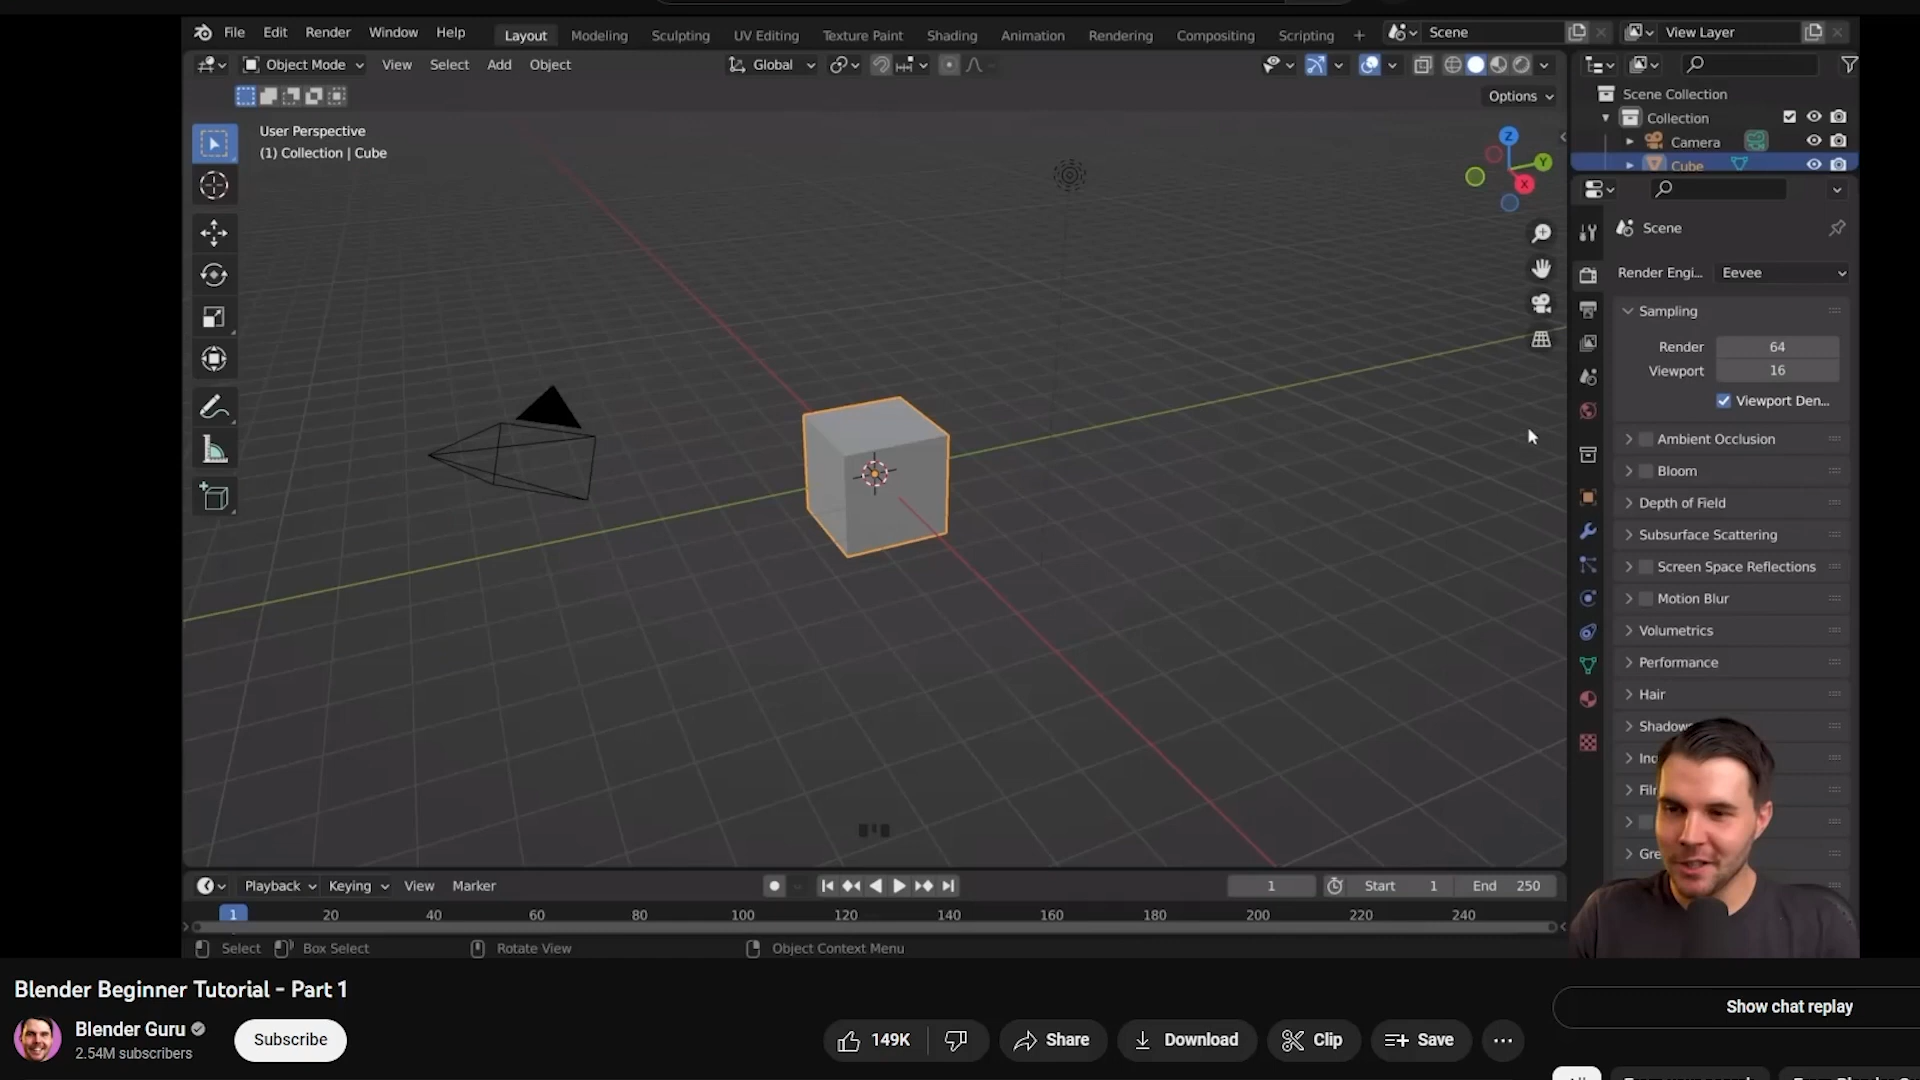 File Edit Render Window Help Layout Modeling Sculpting UV Editing Texture Paint Shading Animation Rendering Compositing Scripting + Scene View Layer
Object Mode View Select Add Object Global
Options
User Perspective
(1) Collection | Cube
Z
Y
X
Scene Collection
Collection
Camera
Cube
Scene
Render Engi... Eevee
Sampling
Render 64
Viewport 16
Viewport Den...
Ambient Occlusion
Bloom
Depth of Field
Subsurface Scattering
Screen Space Reflections
Motion Blur
Volumetrics
Performance
Hair
Shadows
Playback Keying View Marker 1 Start 1 End 250
1 20 40 60 80 100 120 140 160 180 200 220 240
Select Box Select Rotate View Object Context Menu
Blender Beginner Tutorial - Part 1
Blender Guru
2.54M subscribers
Subscribe
149K Share Download Clip Save ...
Show chat replay